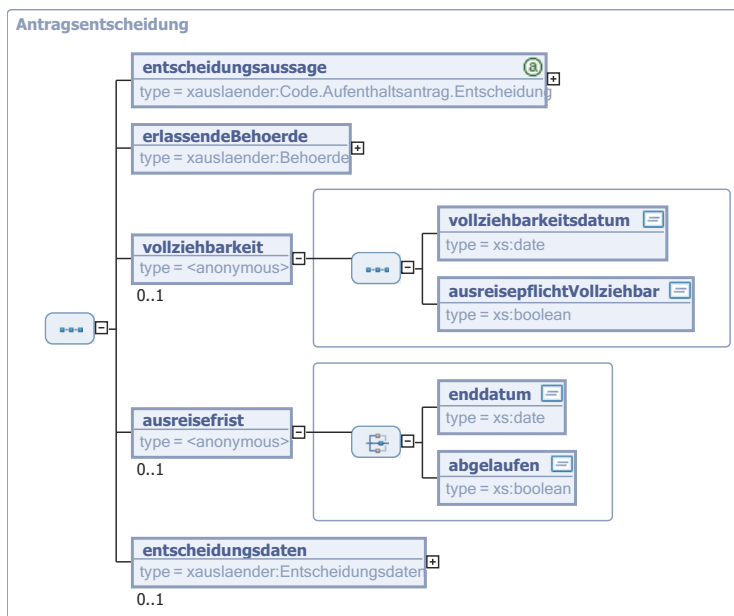 Antragsentscheidung
entscheidungsaussage
a
type = xauslaender:Code.Aufenthaltsantrag.Entscheidung
erlassendeBehoerde
type = xauslaender:Behoerde
vollziehbarkeit
type = <anonymous>
0..1
vollziehbarkeitsdatum
type = xs:date
ausreisepflichtVollziehbar
type = xs:boolean
ausreisefrist
type = <anonymous>
0..1
enddatum
type = xs:date
abgelaufen
type = xs:boolean
entscheidungsdaten
type = xauslaender:Entscheidungsdaten
0..1